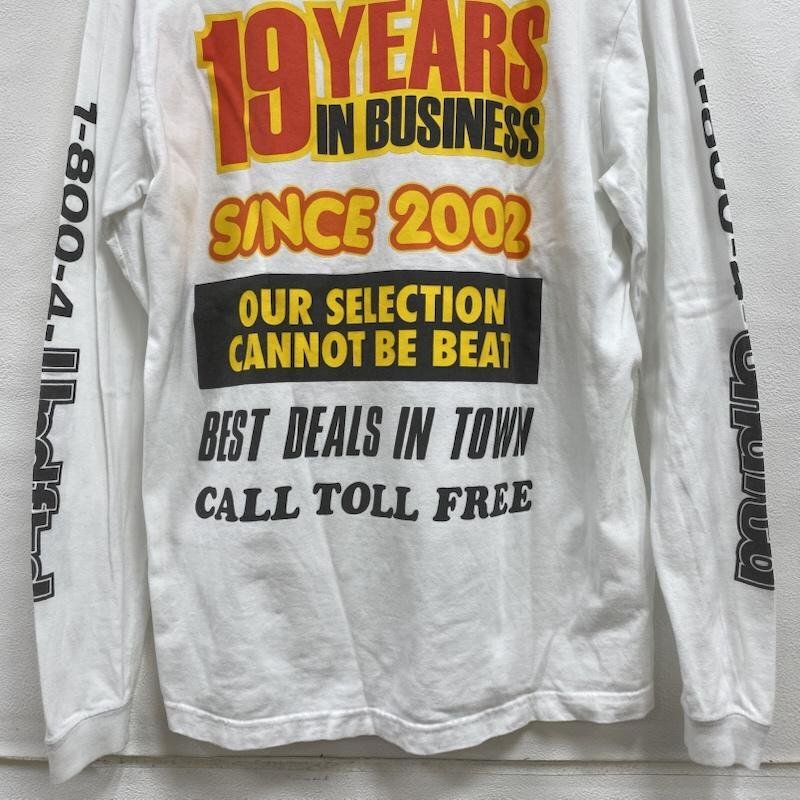 19 YEARS
IN BUSINESS
SINCE 2002
OUR SELECTION
CANNOT BE BEAT
BEST DEALS IN TOWN
CALL TOLL FREE
1-800-4-